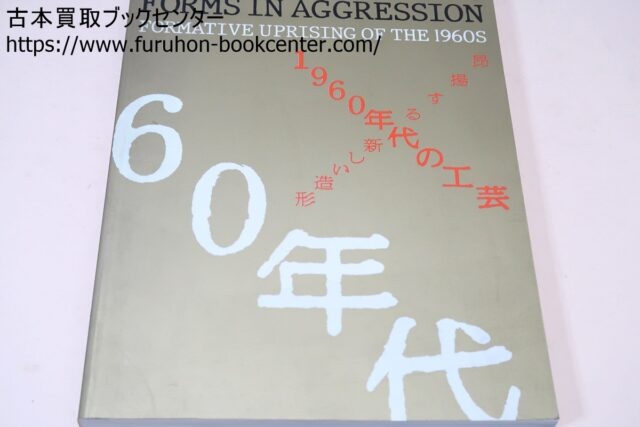 古本買取ブックセンター
https://www.furuhon-bookcenter.com/
FORMS IN AGGRESSION
FORMATIVE UPRISING OF THE 1960S
1960年代の工芸
昂揚する新しい造形
60年代